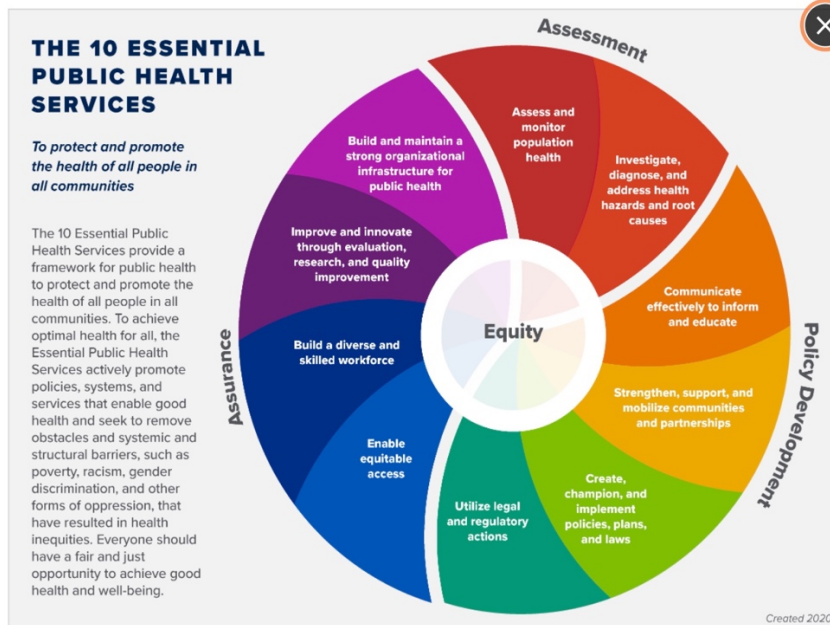 THE 10 ESSENTIAL
PUBLIC HEALTH
SERVICES
To protect and promote
the health of all people in
all communities
The 10 Essential Public
Health Services provide a
framework for public health
to protect and promote the
health of all people in all
communities. To achieve
optimal health for all, the
Essential Public Health
Services actively promote
policies, systems, and
services that enable good
health and seek to remove
obstacles and systemic and
structural barriers, such as
poverty, racism, gender
discrimination, and other
forms of oppression, that
have resulted in health
inequities. Everyone should
have a fair and just
opportunity to achieve good
health and well-being.
Assessment
Assess and
monitor
population
health
Investigate,
diagnose, and
address health
hazards and root
causes
Policy Development
Communicate
effectively to inform
and educate
Strengthen, support, and
mobilize communities
and partnerships
Create,
champion, and
implement
policies, plans,
and laws
Utilize legal
and regulatory
actions
Assurance
Enable
equitable
access
Build a diverse and
skilled workforce
Improve and innovate
through evaluation,
research, and quality
improvement
Build and maintain a
strong organizational
infrastructure for
public health
Equity
Created 2020